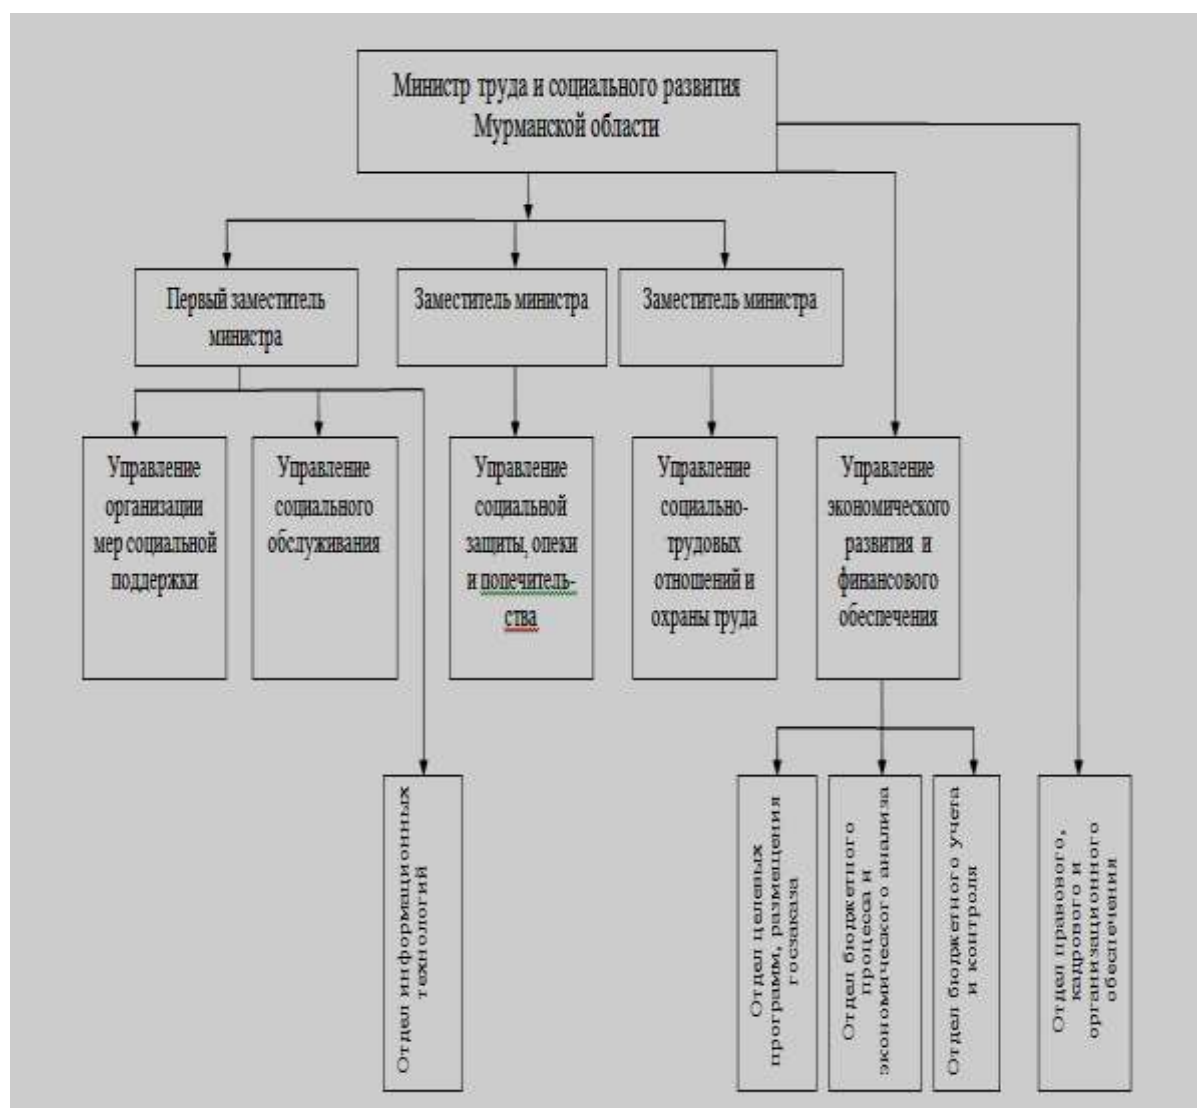 Министр труда и социального развития
Мурманской области
Первый заместитель
министра
Заместитель министра
Заместитель министра
Управление
организации
мер социальной
поддержки
Управление
социального
обслуживания
Управление
социальной
защиты, опеки
и попечитель-
ства
Управление
социально-
трудовых
отношений и
охраны труда
Управление
экономического
развития и
финансового
обеспечения
Отдел информационных
технологий
Отдел целевых
программ, размещения
госзаказа
Отдел бюджетного
процесса и
экономического анализа
Отдел бюджетного учета
и контроля
Отдел правового,
кадрового и
организационного
обеспечения